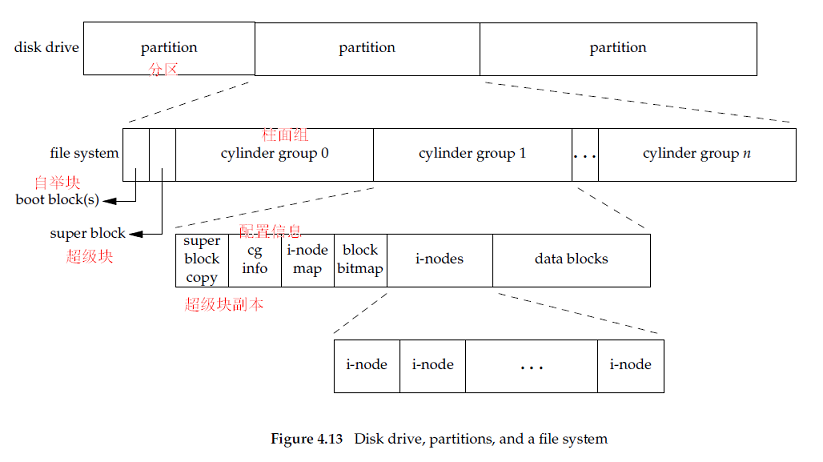 disk drive
partition
partition
partition
分区
柱面组
file system
cylinder group 0
cylinder group 1
...
cylinder group n
自举块
boot block(s)
super block
超级块
配置信息
super
block
copy
cg
info
i-node
map
block
bitmap
i-nodes
data blocks
超级块副本
i-node
i-node
...
i-node
Figure 4.13 Disk drive, partitions, and a file system